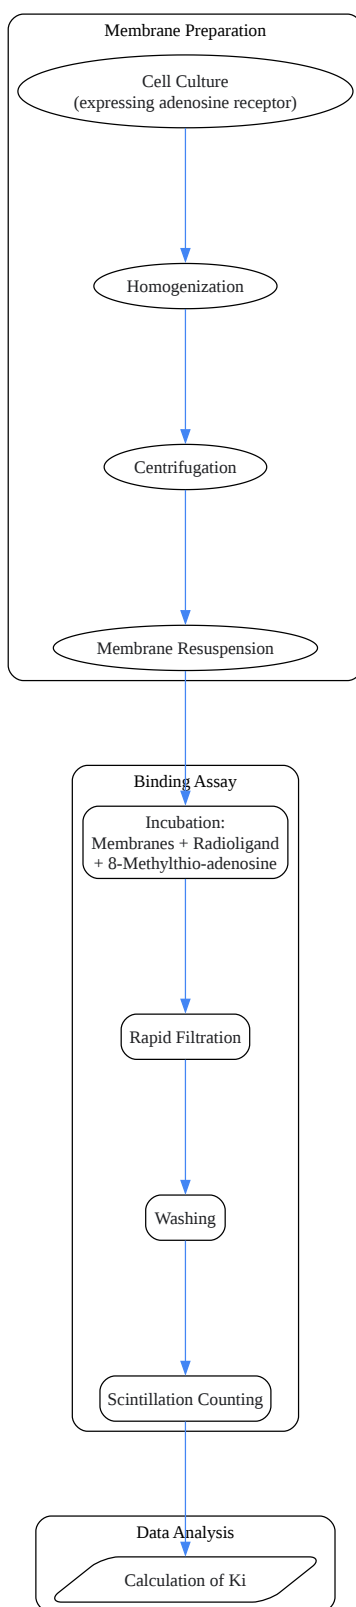 Membrane Preparation
Cell Culture
(expressing adenosine receptor)
Homogenization
Centrifugation
Membrane Resuspension
Binding Assay
Incubation:
Membranes + Radioligand
+ 8-Methylthio-adenosine
Rapid Filtration
Washing
Scintillation Counting
Data Analysis
Calculation of Ki